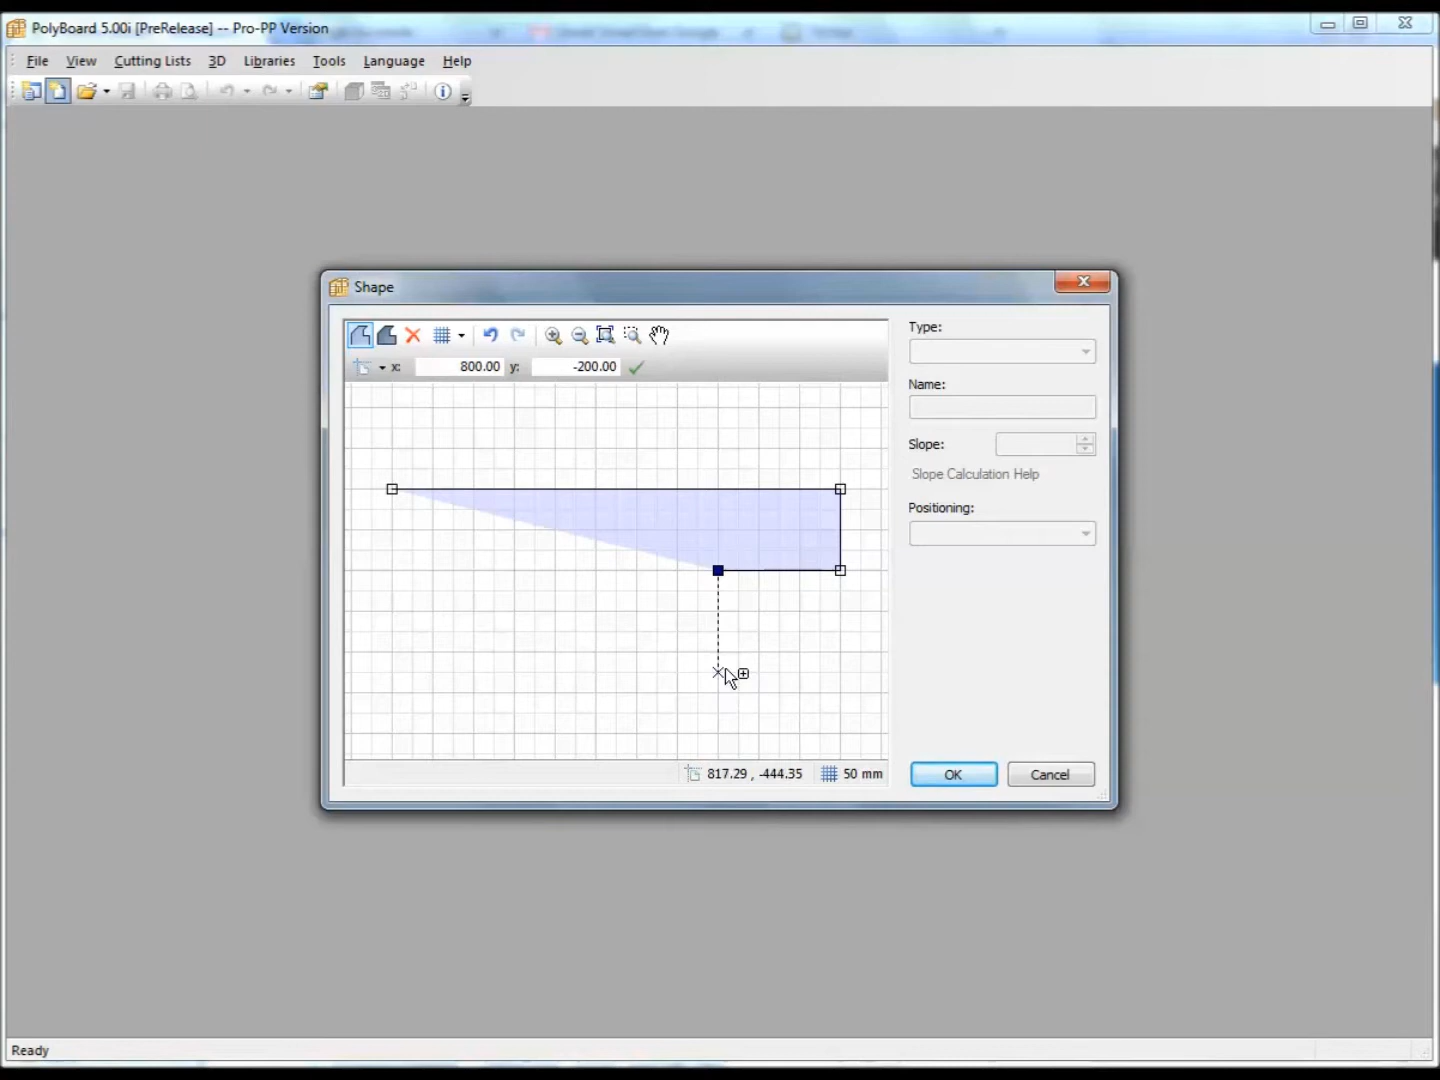 PolyBoard 5.00i [PreRelease] -- Pro-PP Version
File View Cutting Lists 3D Libraries Tools Language Help
Shape
x: 800.00 y: -200.00
Type:
Name:
Slope:
Slope Calculation Help
Positioning:
817.29 , -444.35 50 mm
OK Cancel
Ready